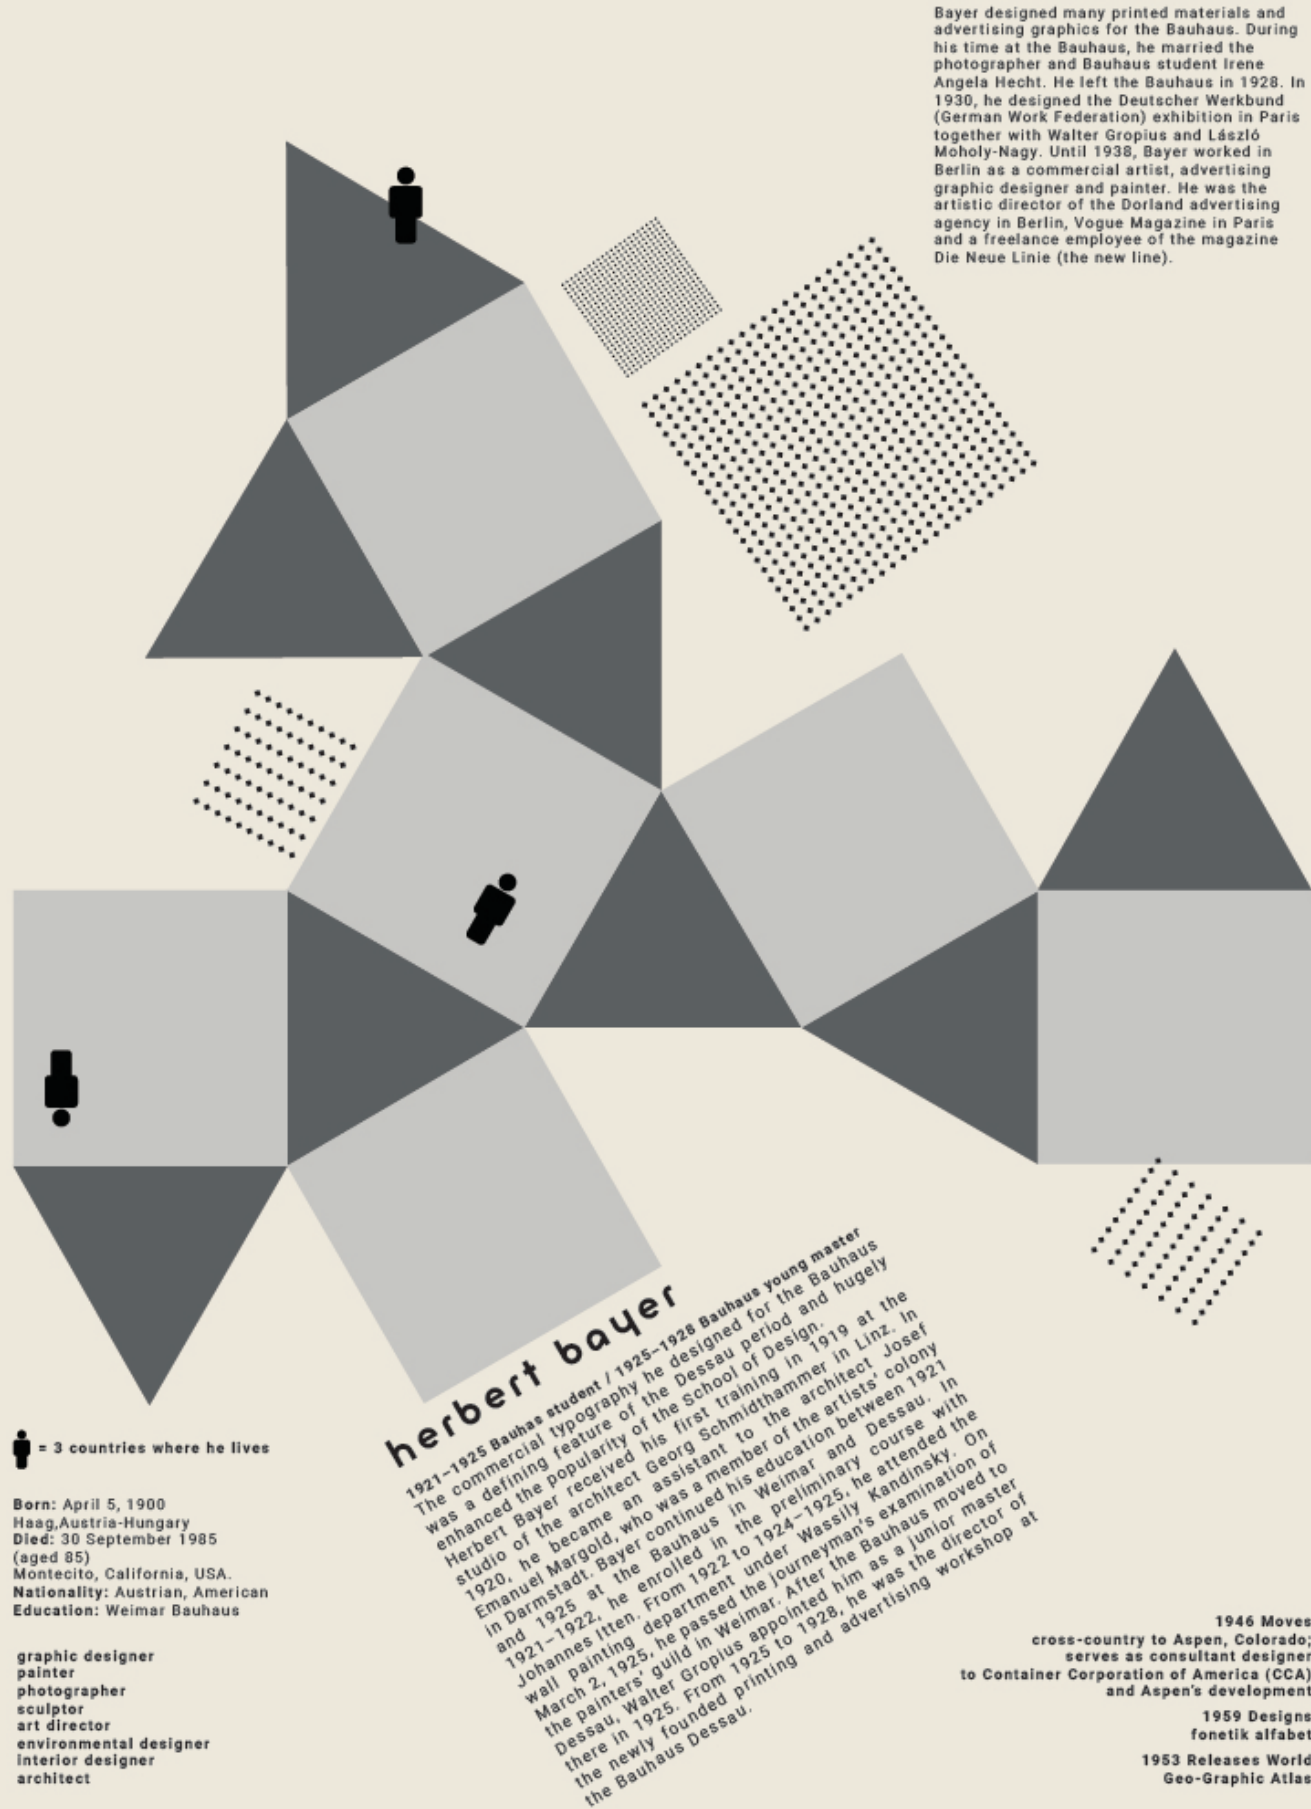 Bayer designed many printed materials and
advertising graphics for the Bauhaus. During
his time at the Bauhaus, he married the
photographer and Bauhaus student Irene
Angela Hecht. He left the Bauhaus in 1928. In
1930, he designed the Deutscher Werkbund
(German Work Federation) exhibition in Paris
together with Walter Gropius and László
Moholy-Nagy. Until 1938, Bayer worked in
Berlin as a commercial artist, advertising
graphic designer and painter. He was the
artistic director of the Dorland advertising
agency in Berlin, Vogue Magazine in Paris
and a freelance employee of the magazine
Die Neue Linie (the new line).
herbert bayer
1921–1925 Bauhas student / 1925–1928 Bauhaus young master
The commercial typography he designed for the Bauhaus
was a defining feature of the Dessau period and hugely
enhanced the popularity of the School of Design.
Herbert Bayer received his first training in 1919 at the
studio of the architect Georg Schmidthammer in Linz. In
1920, he became an assistant to the architect Josef
Emanuel Margold, who was a member of the artists' colony
in Darmstadt. Bayer continued his education between 1921
and 1925 at the Bauhaus in Weimar and Dessau. In
1921–1922, he enrolled in the preliminary course with
Johannes Itten. From 1922 to 1924–1925, he attended the
wall painting department under Wassily Kandinsky. On
March 2, 1925, he passed the journeyman's examination of
the painters' guild in Weimar. After the Bauhaus moved to
Dessau, Walter Gropius appointed him as a junior master
there in 1925. From 1925 to 1928, he was the director of
the newly founded printing and advertising workshop at
the Bauhaus Dessau.
= 3 countries where he lives
Born: April 5, 1900
Haag,Austria-Hungary
Died: 30 September 1985
(aged 85)
Montecito, California, USA.
Nationality: Austrian, American
Education: Weimar Bauhaus
graphic designer
painter
photographer
sculptor
art director
environmental designer
interior designer
architect
1946 Moves
cross-country to Aspen, Colorado;
serves as consultant designer
to Container Corporation of America (CCA)
and Aspen's development
1959 Designs
fonetik alfabet
1953 Releases World
Geo-Graphic Atlas